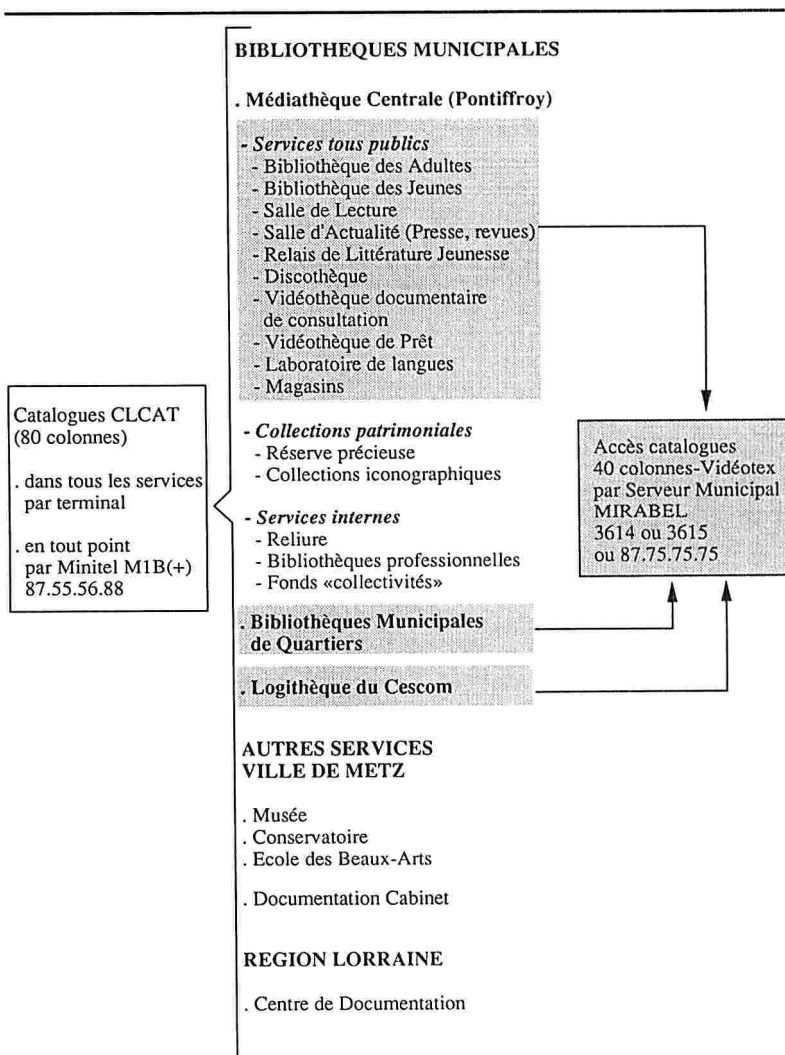 BIBLIOTHEQUES MUNICIPALES
. Médiathèque Centrale (Pontiffroy)
- Services tous publics
- Bibliothèque des Adultes
- Bibliothèque des Jeunes
- Salle de Lecture
- Salle d'Actualité (Presse, revues)
- Relais de Littérature Jeunesse
- Discothèque
- Vidéothèque documentaire
de consultation
- Vidéothèque de Prêt
- Laboratoire de langues
- Magasins
Catalogues CLCAT
(80 colonnes)
. dans tous les services
par terminal
. en tout point
par Minitel M1B(+)
87.55.56.88
- Collections patrimoniales
- Réserve précieuse
- Collections iconographiques
- Services internes
- Reliure
- Bibliothèques professionnelles
- Fonds «collectivités»
Accès catalogues
40 colonnes-Vidéotex
par Serveur Municipal
MIRABEL
3614 ou 3615
ou 87.75.75.75
. Bibliothèques Municipales
de Quartiers
. Logithèque du Cescom
AUTRES SERVICES
VILLE DE METZ
. Musée
. Conservatoire
. Ecole des Beaux-Arts
. Documentation Cabinet
REGION LORRAINE
. Centre de Documentation